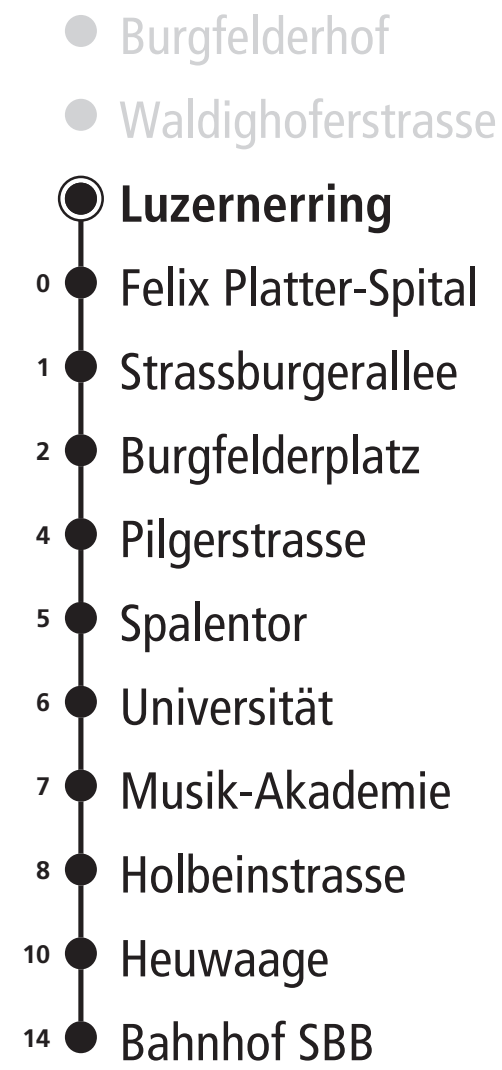 Burgfelderhof
Waldighoferstrasse
Luzernerring
0 Felix Platter-Spital
1 Strassburgerallee
2 Burgfelderplatz
4 Pilgerstrasse
5 Spalentor
6 Universität
7 Musik-Akademie
8 Holbeinstrasse
10 Heuwaage
14 Bahnhof SBB